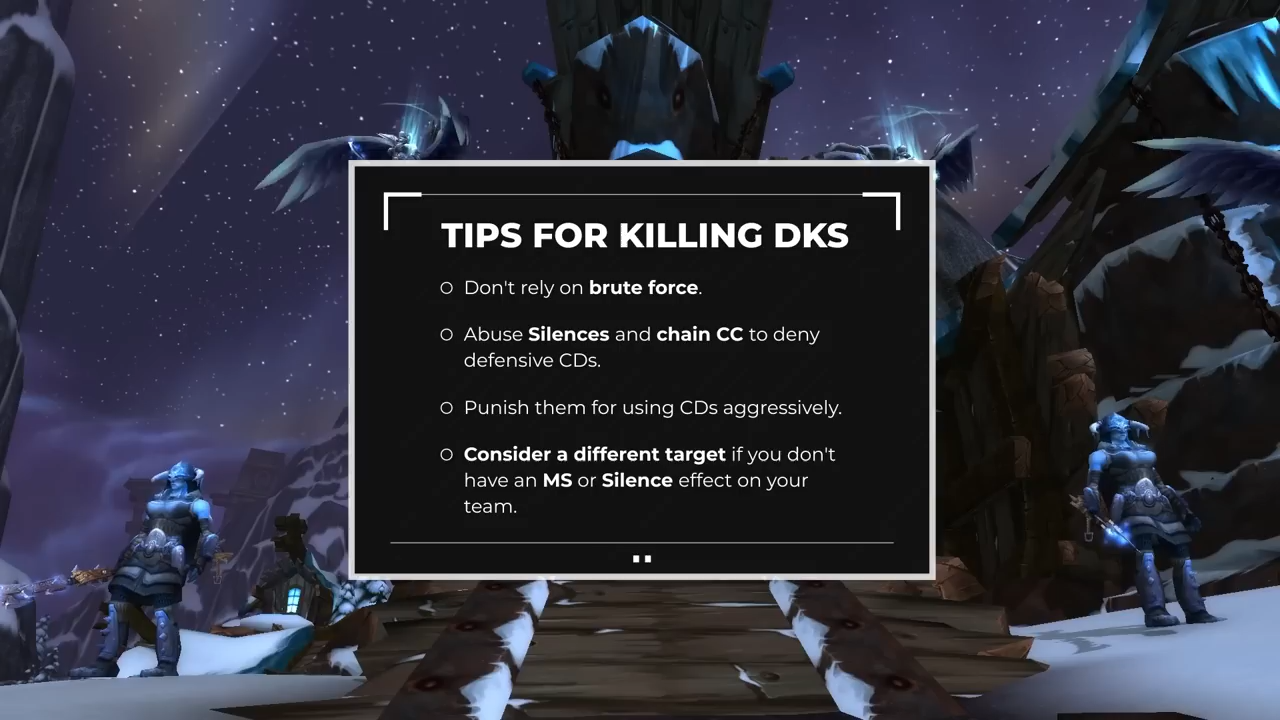 TIPS FOR KILLING DKS
Don't rely on brute force.
Abuse Silences and chain CC to deny
defensive CDs.
Punish them for using CDs aggressively.
Consider a different target if you don't
have an MS or Silence effect on your
team.